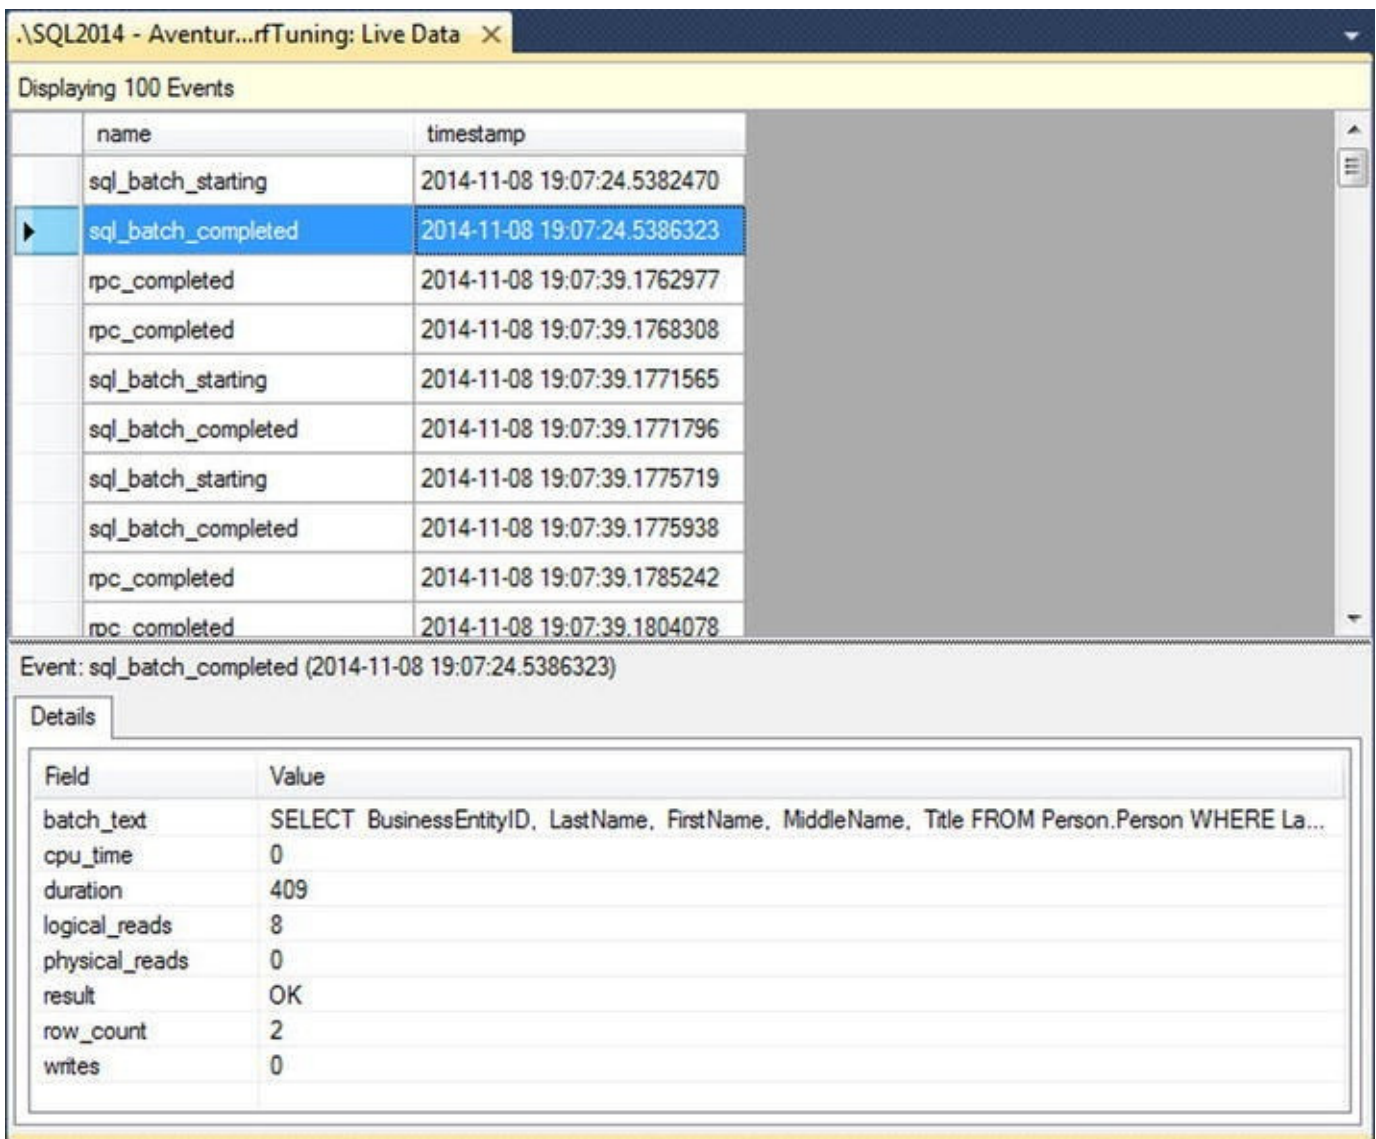 .\SQL2014 - Aventur...rfTuning: Live Data
Displaying 100 Events
name timestamp
sql_batch_starting 2014-11-08 19:07:24.5382470
sql_batch_completed 2014-11-08 19:07:24.5386323
rpc_completed 2014-11-08 19:07:39.1762977
rpc_completed 2014-11-08 19:07:39.1768308
sql_batch_starting 2014-11-08 19:07:39.1771565
sql_batch_completed 2014-11-08 19:07:39.1771796
sql_batch_starting 2014-11-08 19:07:39.1775719
sql_batch_completed 2014-11-08 19:07:39.1775938
rpc_completed 2014-11-08 19:07:39.1785242
rpc_completed 2014-11-08 19:07:39.1804078
Event: sql_batch_completed (2014-11-08 19:07:24.5386323)
Details
Field Value
batch_text SELECT BusinessEntityID, LastName, FirstName, MiddleName, Title FROM Person.Person WHERE La...
cpu_time 0
duration 409
logical_reads 8
physical_reads 0
result OK
row_count 2
writes 0